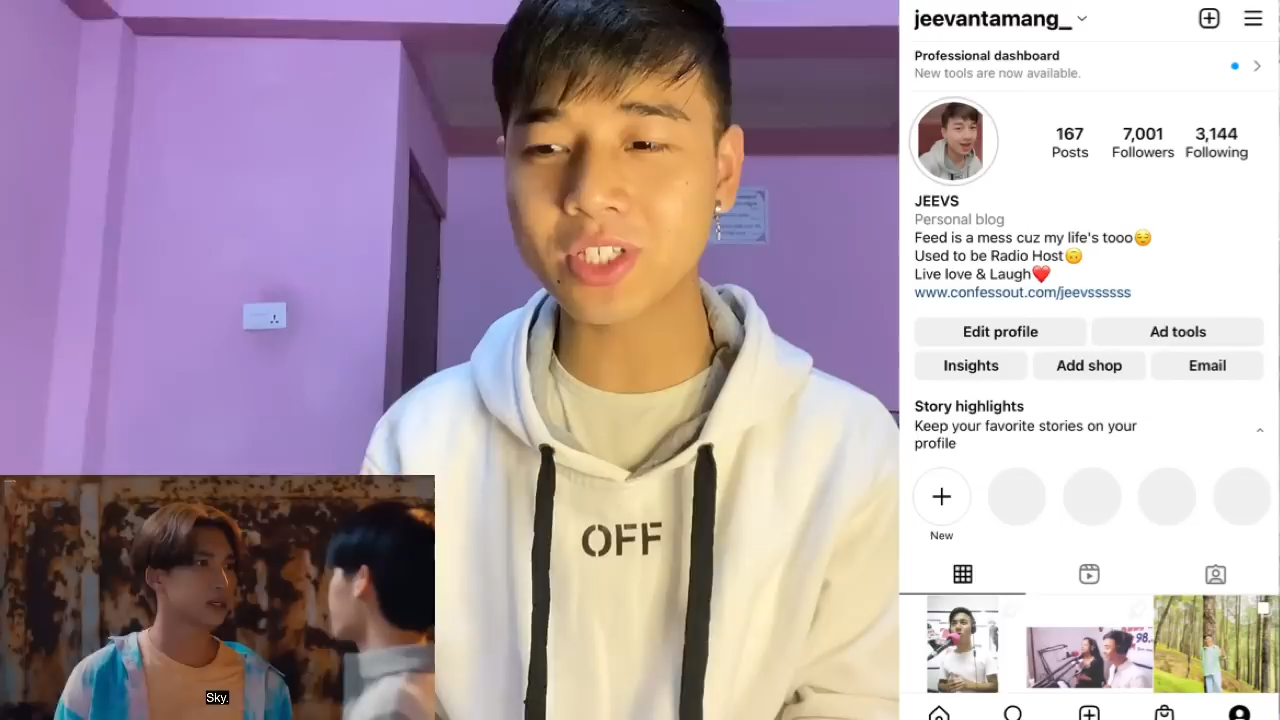 jeevantamang_
Professional dashboard
New tools are now available.
167
Posts
7,001
Followers
3,144
Following
JEEVS
Personal blog
Feed is a mess cuz my life's tooo😌
Used to be Radio Host🙃
Live love & Laugh❤️
www.confessout.com/jeevssssss
Edit profile
Ad tools
Insights
Add shop
Email
Story highlights
Keep your favorite stories on your
profile
New
98.
OFF
Sky.